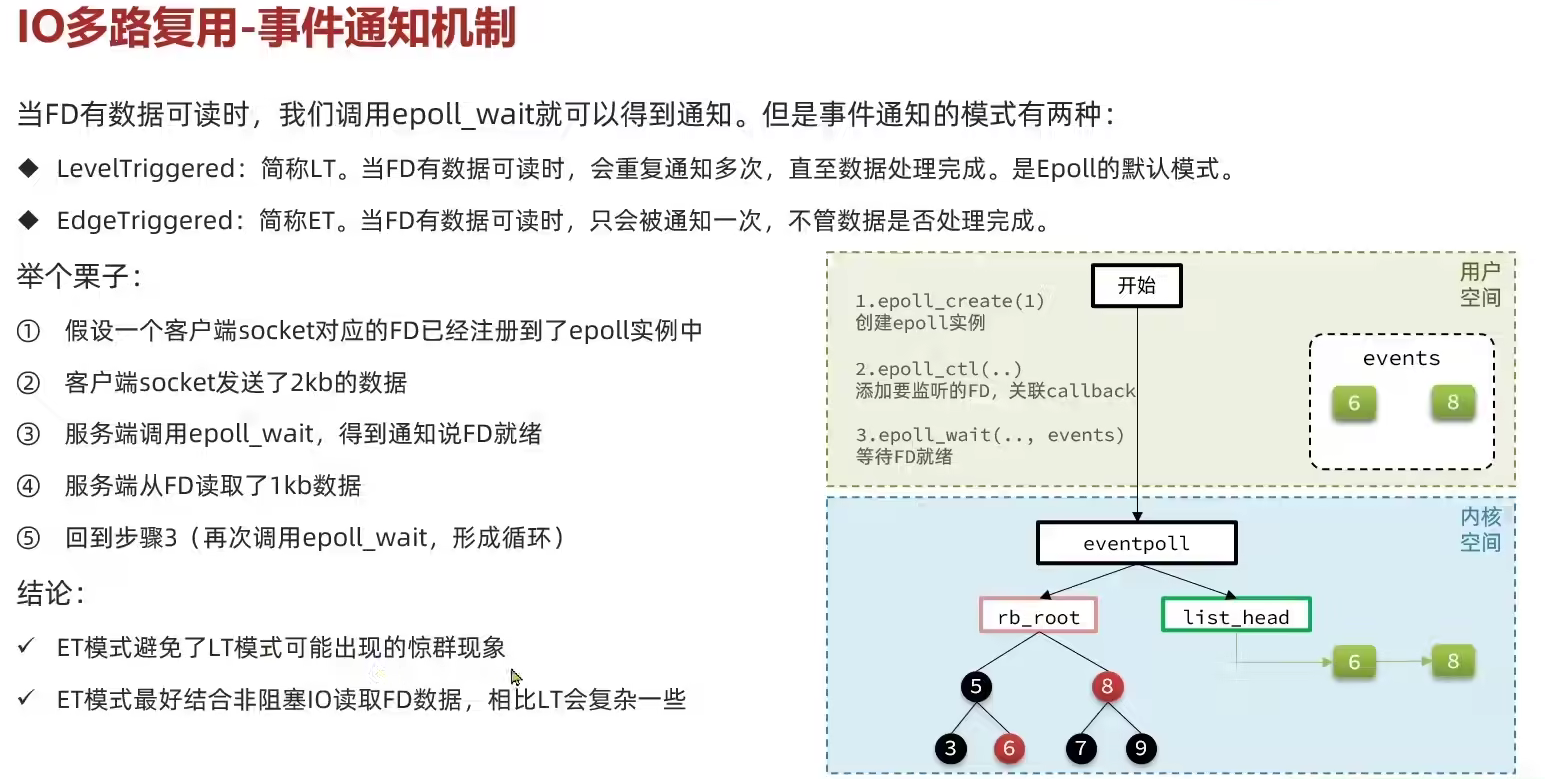 IO多路复用-事件通知机制
当FD有数据可读时，我们调用epoll_wait就可以得到通知。但是事件通知的模式有两种：
◆ LevelTriggered：简称LT。当FD有数据可读时，会重复通知多次，直至数据处理完成。是Epoll的默认模式。
◆ EdgeTriggered：简称ET。当FD有数据可读时，只会被通知一次，不管数据是否处理完成。
举个栗子：
① 假设一个客户端socket对应的FD已经注册到了epoll实例中
② 客户端socket发送了2kb的数据
③ 服务端调用epoll_wait，得到通知说FD就绪
④ 服务端从FD读取了1kb数据
⑤ 回到步骤3（再次调用epoll_wait，形成循环）
结论：
✓ ET模式避免了LT模式可能出现的惊群现象
✓ ET模式最好结合非阻塞IO读取FD数据，相比LT会复杂一些
用户
空间
开始
1.epoll_create(1)
创建epoll实例
2.epoll_ctl(..)
添加要监听的FD，关联callback
3.epoll_wait(.., events)
等待FD就绪
events
6 8
内核
空间
eventpoll
rb_root list_head
6 8
5 8
3 6 7 9